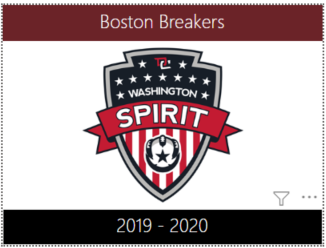 Boston Breakers
WASHINGTON
SPIRIT
2019 - 2020